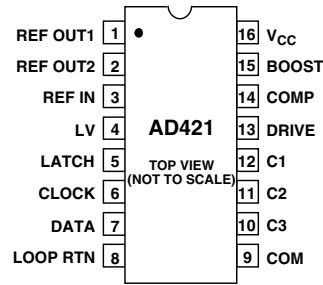 REF OUT1 1 16 VCC
REF OUT2 2 15 BOOST
REF IN 3 14 COMP
LV 4 AD421 13 DRIVE
LATCH 5 TOP VIEW 12 C1
(NOT TO SCALE)
CLOCK 6 11 C2
DATA 7 10 C3
LOOP RTN 8 9 COM